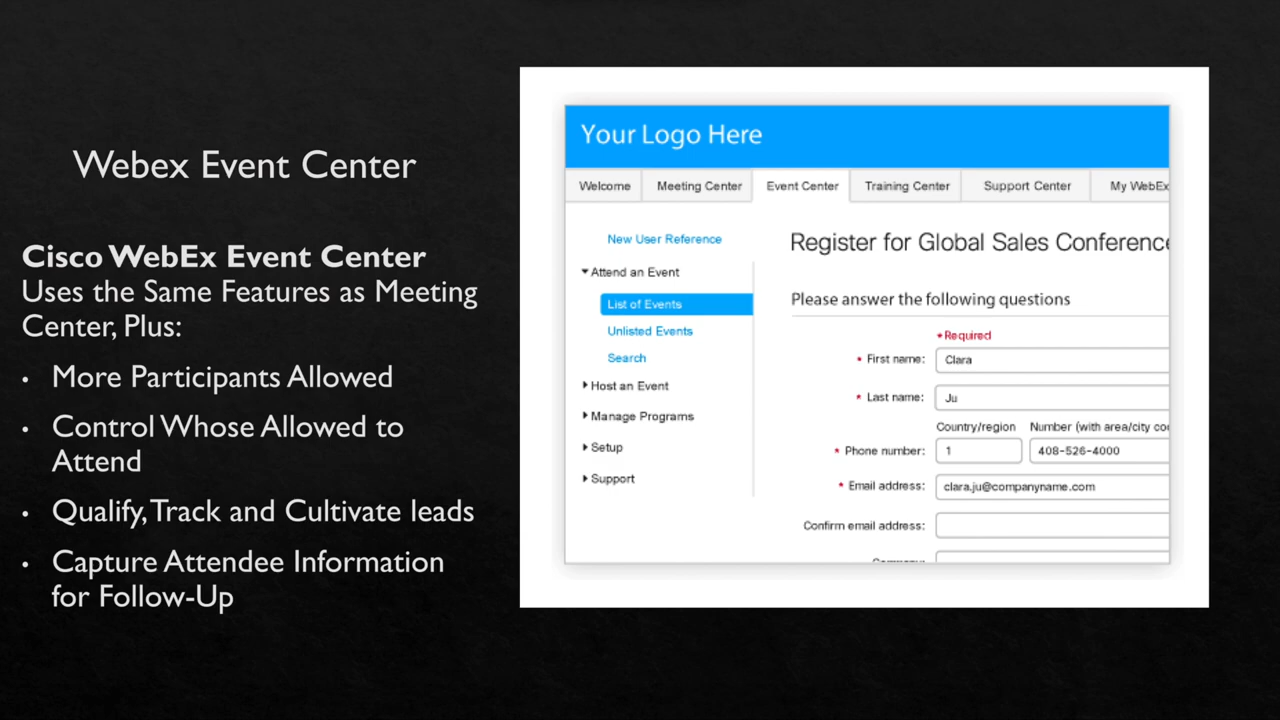 Webex Event Center
Cisco WebEx Event Center
Uses the Same Features as Meeting
Center, Plus:
• More Participants Allowed
• Control Whose Allowed to
Attend
• Qualify, Track and Cultivate leads
• Capture Attendee Information
for Follow-Up
Your Logo Here
Welcome Meeting Center Event Center Training Center Support Center My WebEx
New User Reference
Attend an Event
List of Events
Unlisted Events
Search
Host an Event
Manage Programs
Setup
Support
Register for Global Sales Conference
Please answer the following questions
*Required
* First name: Clara
* Last name: Ju
Country/region Number (with area/city
* Phone number: 1 408-526-4000
* Email address: clara.ju@companyname.com
Confirm email address: